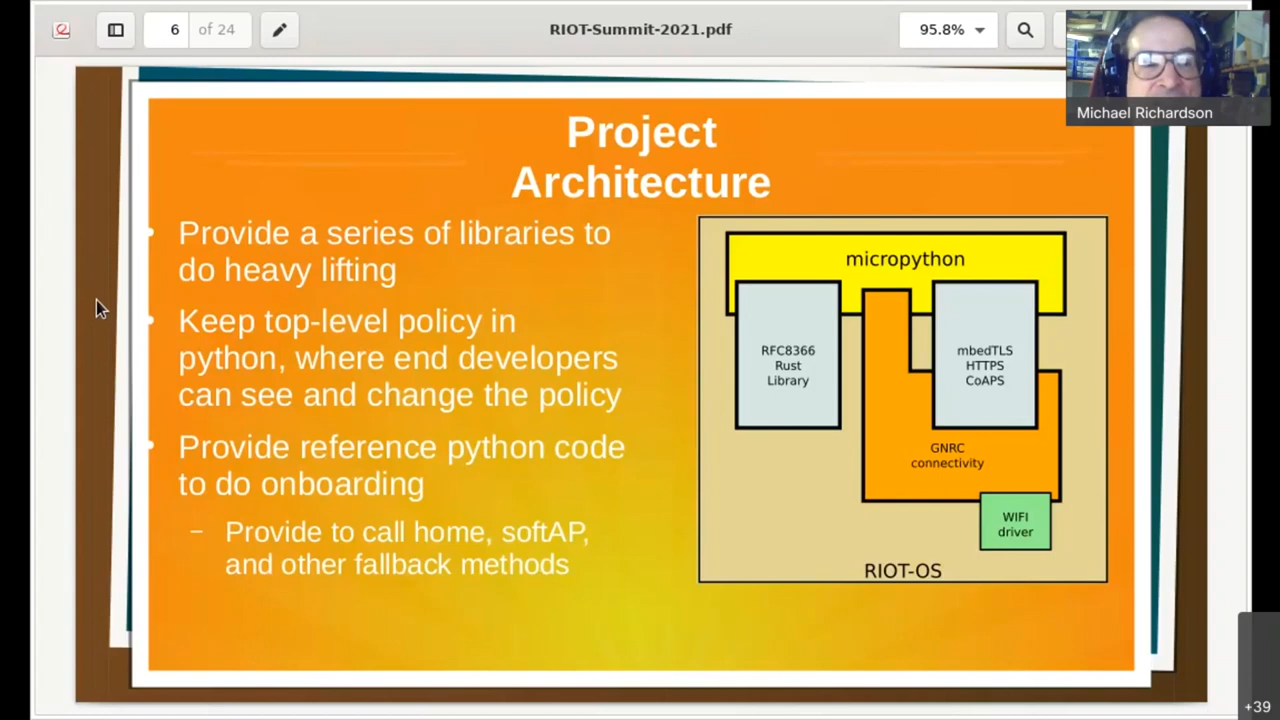 6
of 24
RIOT-Summit-2021.pdf
95.8%
Michael Richardson
Project
Architecture
Provide a series of libraries to
do heavy lifting
Keep top-level policy in
python, where end developers
can see and change the policy
Provide reference python code
to do onboarding
– Provide to call home, softAP,
and other fallback methods
micropython
RFC8366
Rust
Library
mbedTLS
HTTPS
CoAPS
GNRC
connectivity
WIFI
driver
RIOT-OS
+39